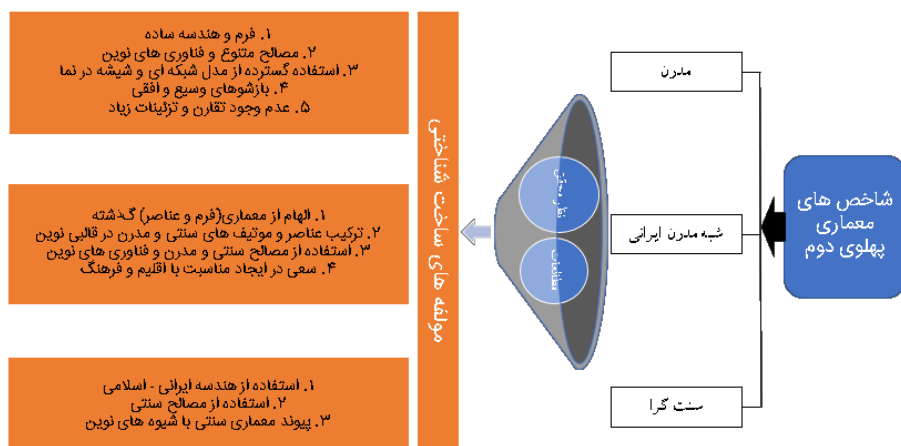 شاخص های
معماری
پهلوی دوم
مدرن
شبه مدرن ایرانی
سنت گرا
نظر محقق
مطالعات
مولفه های ساخت شناختی
۱. فرم و هندسه ساده
۲. مصالح متنوع و فناوری های نوین
۳. استفاده گسترده از مدل شبکه ای و شیشه در نما
۴. بازشوهای وسیع و افقی
۵. عدم وجود تقارن و تزئینات زیاد
۱. الهام از معماری(فرم و عناصر) گذشته
۲. ترکیب عناصر و موتیف های سنتی و مدرن در قالبی نوین
۳. استفاده از مصالح سنتی و مدرن و فناوری های نوین
۴. سعی در ایجاد مناسبت با اقلیم و فرهنگ
۱. استفاده از هندسه ایرانی - اسلامی
۲. استفاده از مصالح سنتی
۳. پیوند معماری سنتی با شیوه های نوین